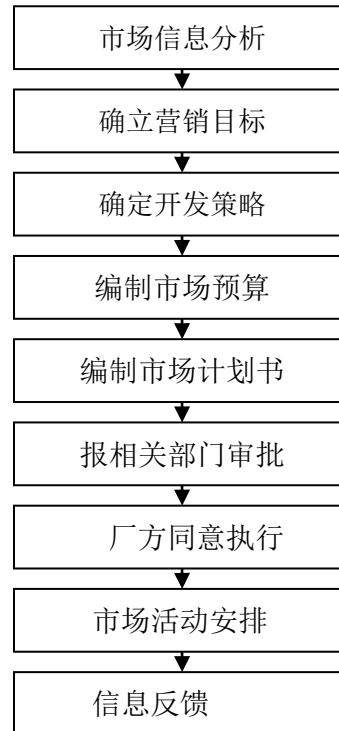 市场信息分析
确立营销目标
确定开发策略
编制市场预算
编制市场计划书
报相关部门审批
厂方同意执行
市场活动安排
信息反馈